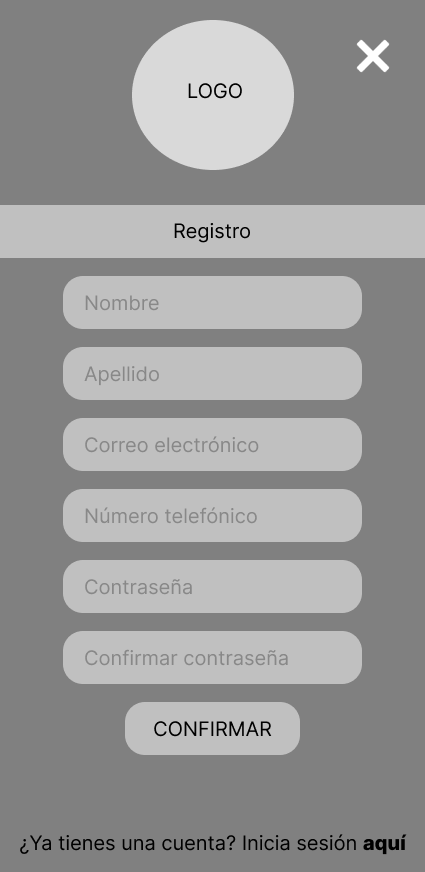 LOGO
Registro
Nombre
Apellido
Correo electrónico
Número telefónico
Contraseña
Confirmar contraseña
CONFIRMAR
¿Ya tienes una cuenta? Inicia sesión aquí